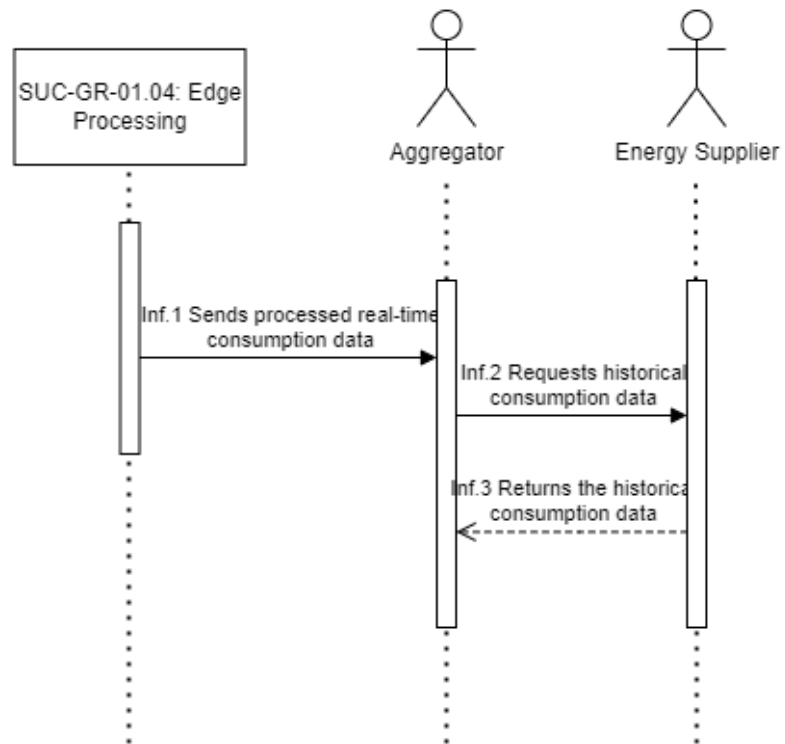 SUC-GR-01.04: Edge
Processing
Aggregator
Energy Supplier
Inf.1 Sends processed real-time
consumption data
Inf.2 Requests historical
consumption data
Inf.3 Returns the historica
consumption data